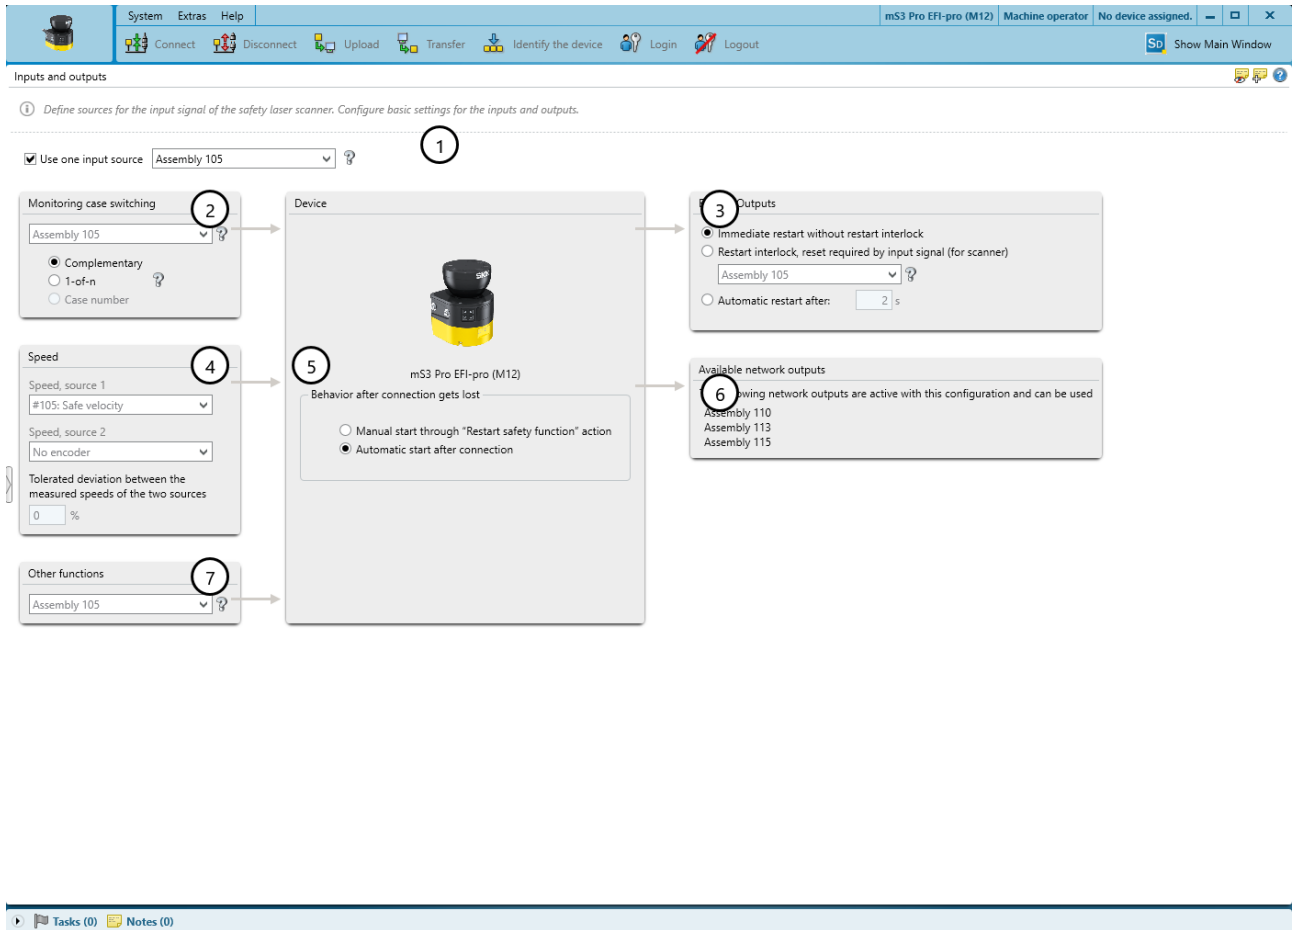 System Extras Help
mS3 Pro EFI-pro (M12) Machine operator No device assigned.
Connect Disconnect Upload Transfer Identify the device Login Logout
SD Show Main Window
Inputs and outputs
Define sources for the input signal of the safety laser scanner. Configure basic settings for the inputs and outputs.
1
Use one input source Assembly 105
Monitoring case switching
2
Assembly 105
Complementary
1-of-n
Case number
Speed
4
Speed, source 1
#105: Safe velocity
Speed, source 2
No encoder
Tolerated deviation between the
measured speeds of the two sources
0 %
Other functions
7
Assembly 105
Device
SICK
5
mS3 Pro EFI-pro (M12)
Behavior after connection gets lost
Manual start through "Restart safety function" action
Automatic start after connection
3
Outputs
Immediate restart without restart interlock
Restart interlock, reset required by input signal (for scanner)
Assembly 105
Automatic restart after: 2 s
Available network outputs
6
network outputs are active with this configuration and can be used
Assembly 110
Assembly 113
Assembly 115
Tasks (0) Notes (0)